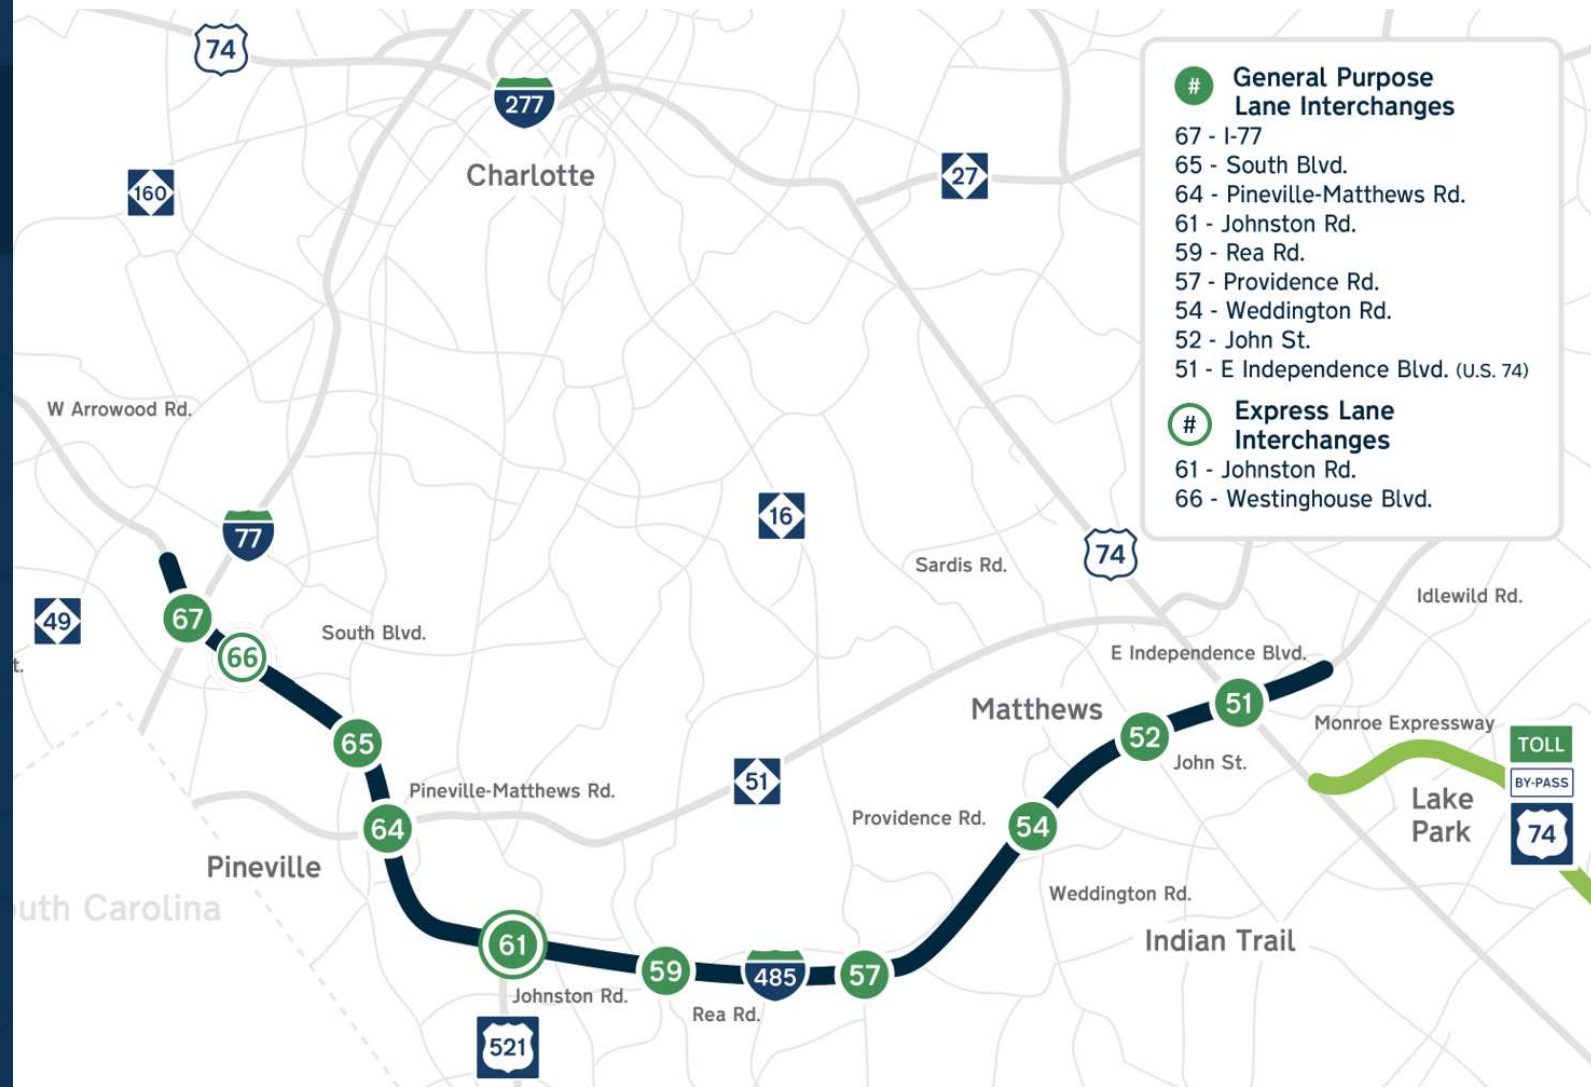 74
277
Charlotte
160
27
# General Purpose
Lane Interchanges
67 - I-77
65 - South Blvd.
64 - Pineville-Matthews Rd.
61 - Johnston Rd.
59 - Rea Rd.
57 - Providence Rd.
54 - Weddington Rd.
52 - John St.
51 - E Independence Blvd. (U.S. 74)
# Express Lane
Interchanges
61 - Johnston Rd.
66 - Westinghouse Blvd.
W Arrowood Rd.
77
16
74
Sardis Rd.
Idlewild Rd.
49
67
South Blvd.
66
t.
E Independence Blvd.
Matthews
51
52
Monroe Expressway
65
John St.
TOLL
BY-PASS
74
51
Pineville-Matthews Rd.
Lake
Park
64
Providence Rd.
54
Pineville
Weddington Rd.
outh Carolina
61
Indian Trail
59
485
57
Johnston Rd.
Rea Rd.
521